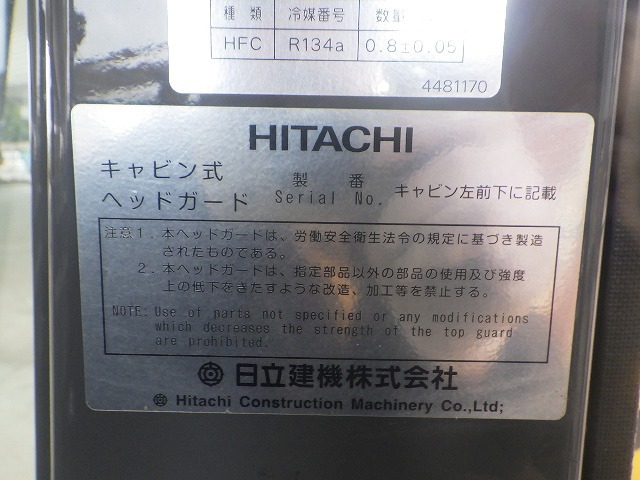 種類 冷媒番号 数量
HFC R134a 0.8±0.05
4481170
HITACHI
キャビン式
ヘッドガード
製番
Serial No.
キャビン左前下に記載
注意1. 本ヘッドガードは、労働安全衛生法令の規定に基づき製造
されたものである。
2. 本ヘッドガードは、指定部品以外の部品の使用及び強度
上の低下をきたすような改造、加工等を禁止する。
NOTE: Use of parts not specified or any modifications
which decreases the strength of the top guard
are prohibited.
日立建機株式会社
Hitachi Construction Machinery Co.,Ltd;